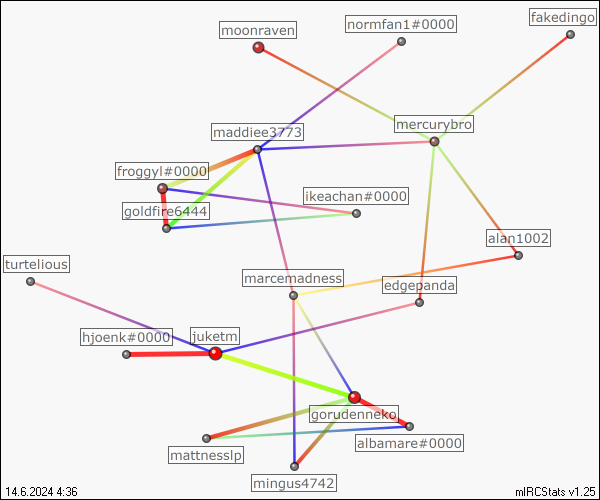 normfan1#0000
fakedingo
moonraven
mercurybro
maddiee3773
froggyl#0000
ikeachan#0000
goldfire6444
alan1002
turtelious
marcemadness
edgepanda
hjoenk#0000
juketm
gorudenneko
albamare#0000
mattnesslp
mingus4742
14.6.2024 4:36
mIRCStats v1.25